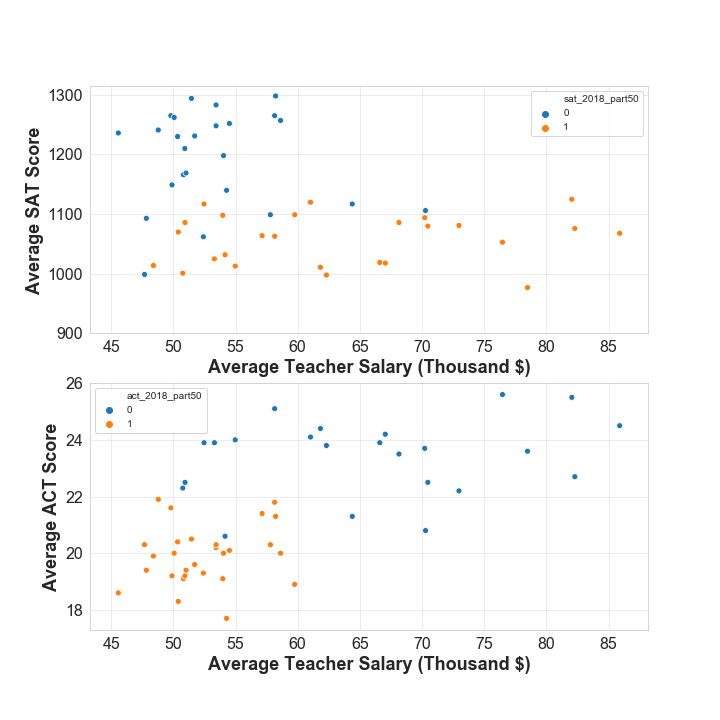 1300
1200
1100
1000
900
Average SAT Score
sat_2018_part50
0
1
45 50 55 60 65 70 75 80 85
Average Teacher Salary (Thousand $)
26
24
22
20
18
Average ACT Score
act_2018_part50
0
1
45 50 55 60 65 70 75 80 85
Average Teacher Salary (Thousand $)